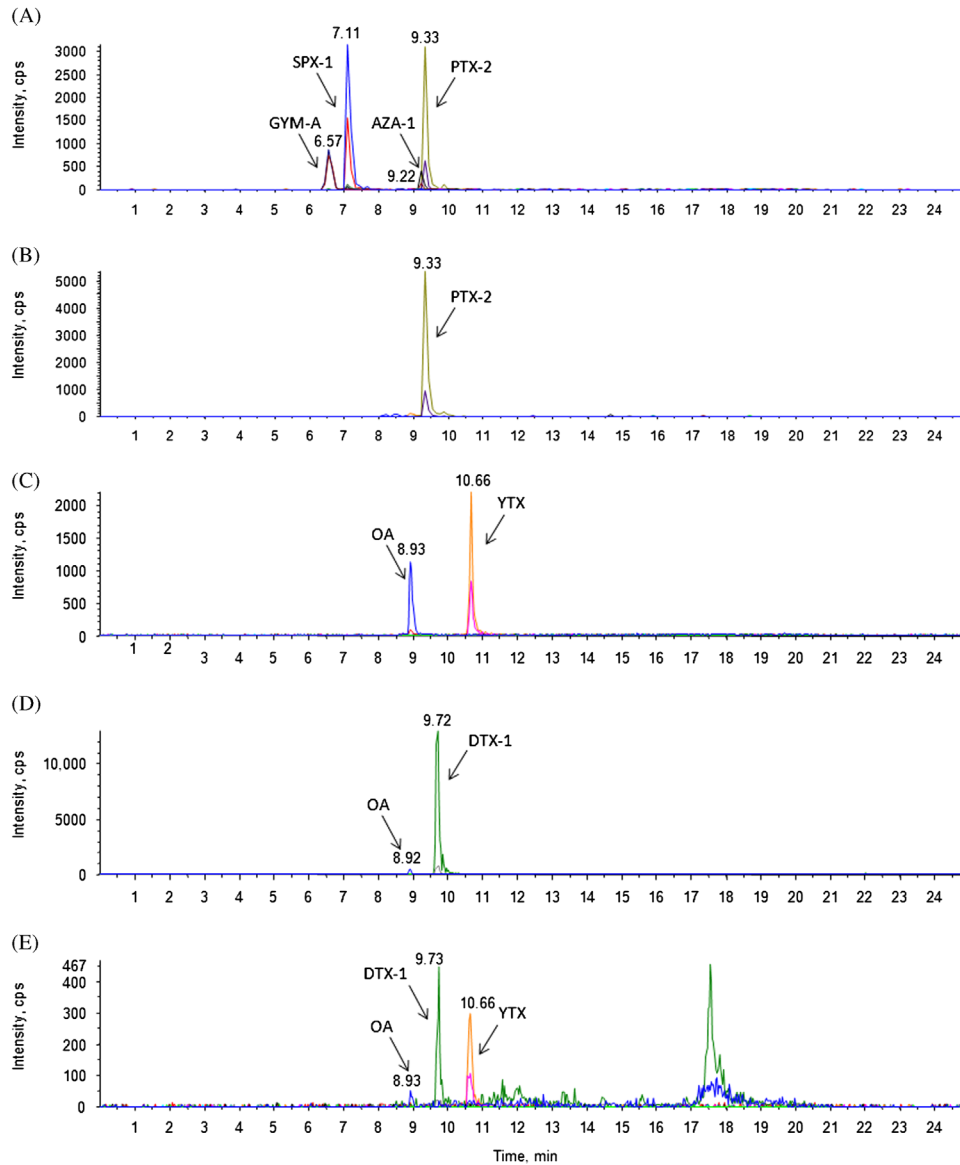 (A)
7.11
9.33
3000
SPX-1
PTX-2
2500
2000
1500
GYM-A
AZA-1
1000
6.57
500
9.22
0
Intensity, cps
1 2 3 4 5 6 7 8 9 10 11 12 13 14 15 16 17 18 19 20 21 22 23 24
(B)
9.33
5000
PTX-2
4000
3000
2000
1000
0
Intensity, cps
1 2 3 4 5 6 7 8 9 10 11 12 13 14 15 16 17 18 19 20 21 22 23 24
(C)
10.66
2000
YTX
OA
1500
8.93
1000
500
0
Intensity, cps
1 2 3 4 5 6 7 8 9 10 11 12 13 14 15 16 17 18 19 20 21 22 23 24
(D)
9.72
DTX-1
10,000
OA
5000
8.92
0
Intensity, cps
1 2 3 4 5 6 7 8 9 10 11 12 13 14 15 16 17 18 19 20 21 22 23 24
(E)
467
9.73
DTX-1
400
10.66
YTX
300
OA
200
8.93
100
0
Intensity, cps
1 2 3 4 5 6 7 8 9 10 11 12 13 14 15 16 17 18 19 20 21 22 23 24
Time, min